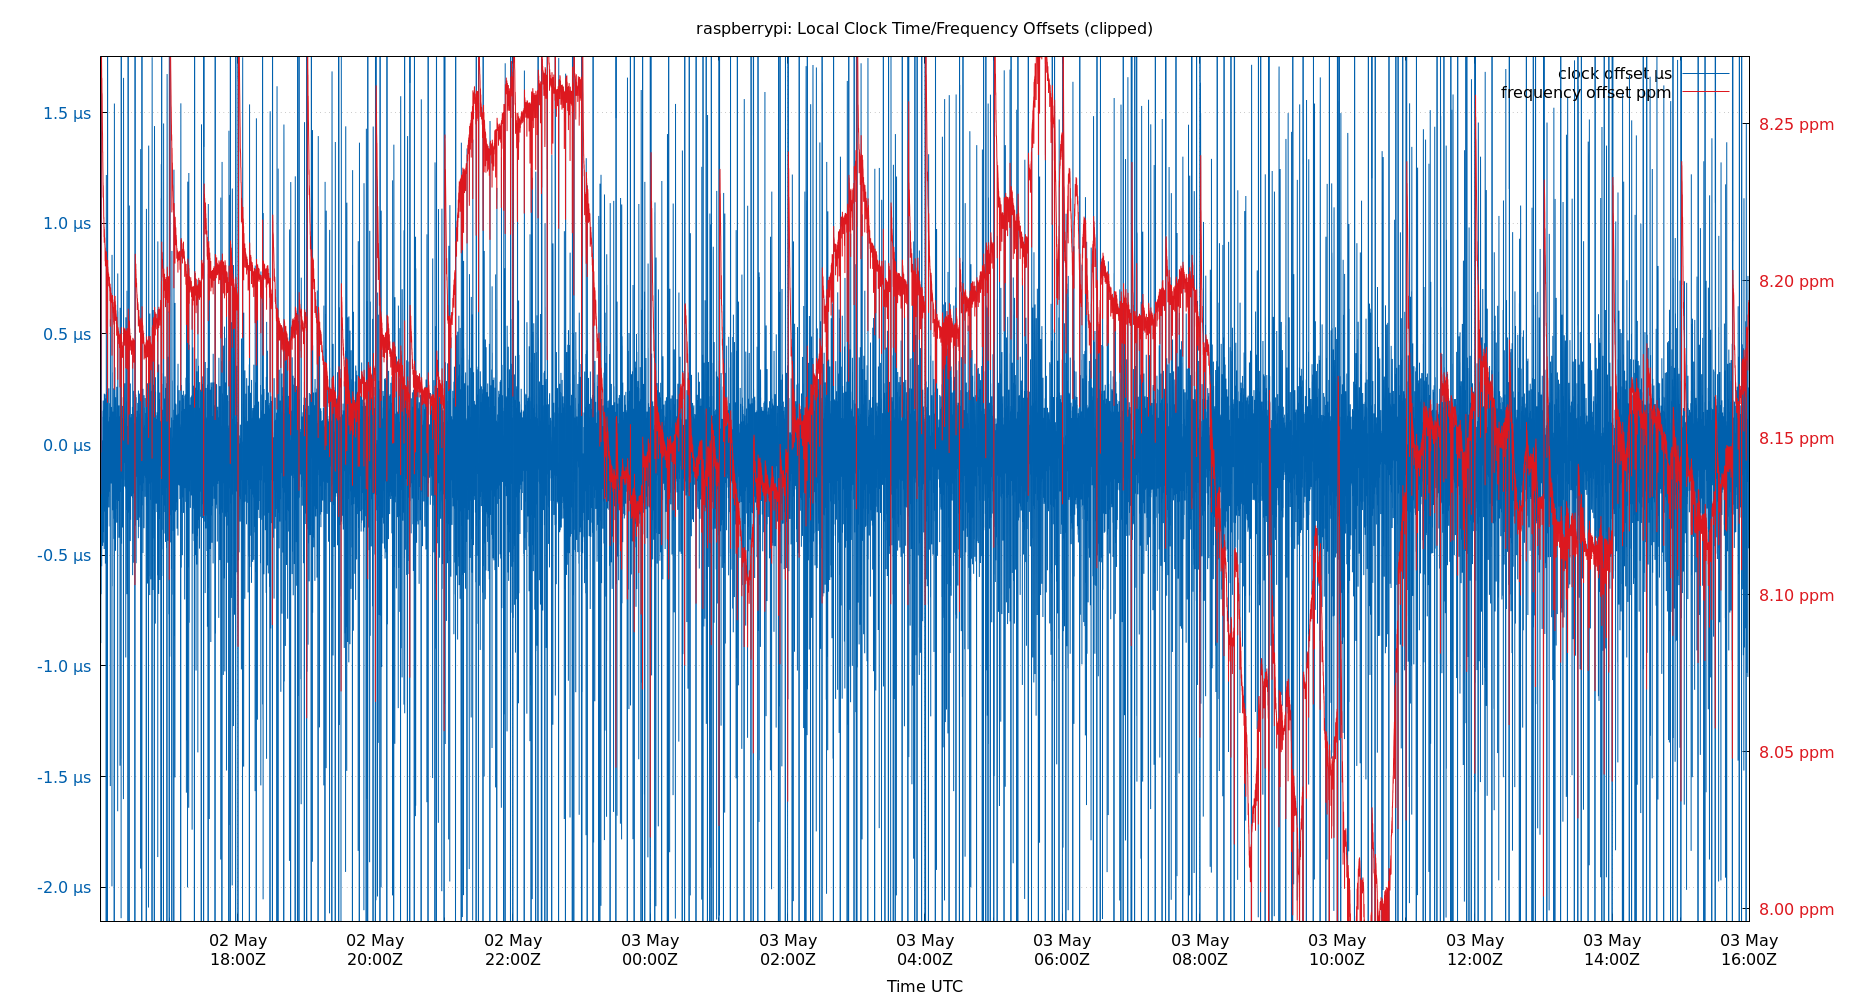 raspberrypi: Local Clock Time/Frequency Offsets (clipped)
clock offset µs
frequency offset ppm
1.5 µs
1.0 µs
0.5 µs
0.0 µs
-0.5 µs
-1.0 µs
-1.5 µs
-2.0 µs
8.25 ppm
8.20 ppm
8.15 ppm
8.10 ppm
8.05 ppm
8.00 ppm
02 May
18:00Z
02 May
20:00Z
02 May
22:00Z
03 May
00:00Z
03 May
02:00Z
03 May
04:00Z
03 May
06:00Z
03 May
08:00Z
03 May
10:00Z
03 May
12:00Z
03 May
14:00Z
03 May
16:00Z
Time UTC